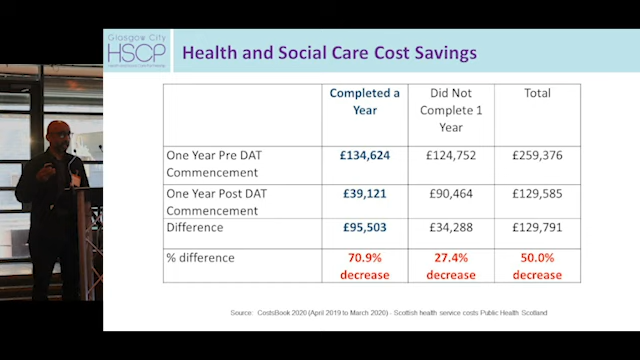 Glasgow City
HSCP
Health and Social Care Cost Savings
Completed a Year
Did Not Complete 1 Year
Total
One Year Pre DAT Commencement
£134,624
£124,752
£259,376
One Year Post DAT Commencement
£39,121
£90,464
£129,585
Difference
£95,503
£34,288
£129,791
% difference
70.9% decrease
27.4% decrease
50.0% decrease
Source: CostsBook 2020 (April 2019 to March 2020) - Scottish health service costs Public Health Scotland